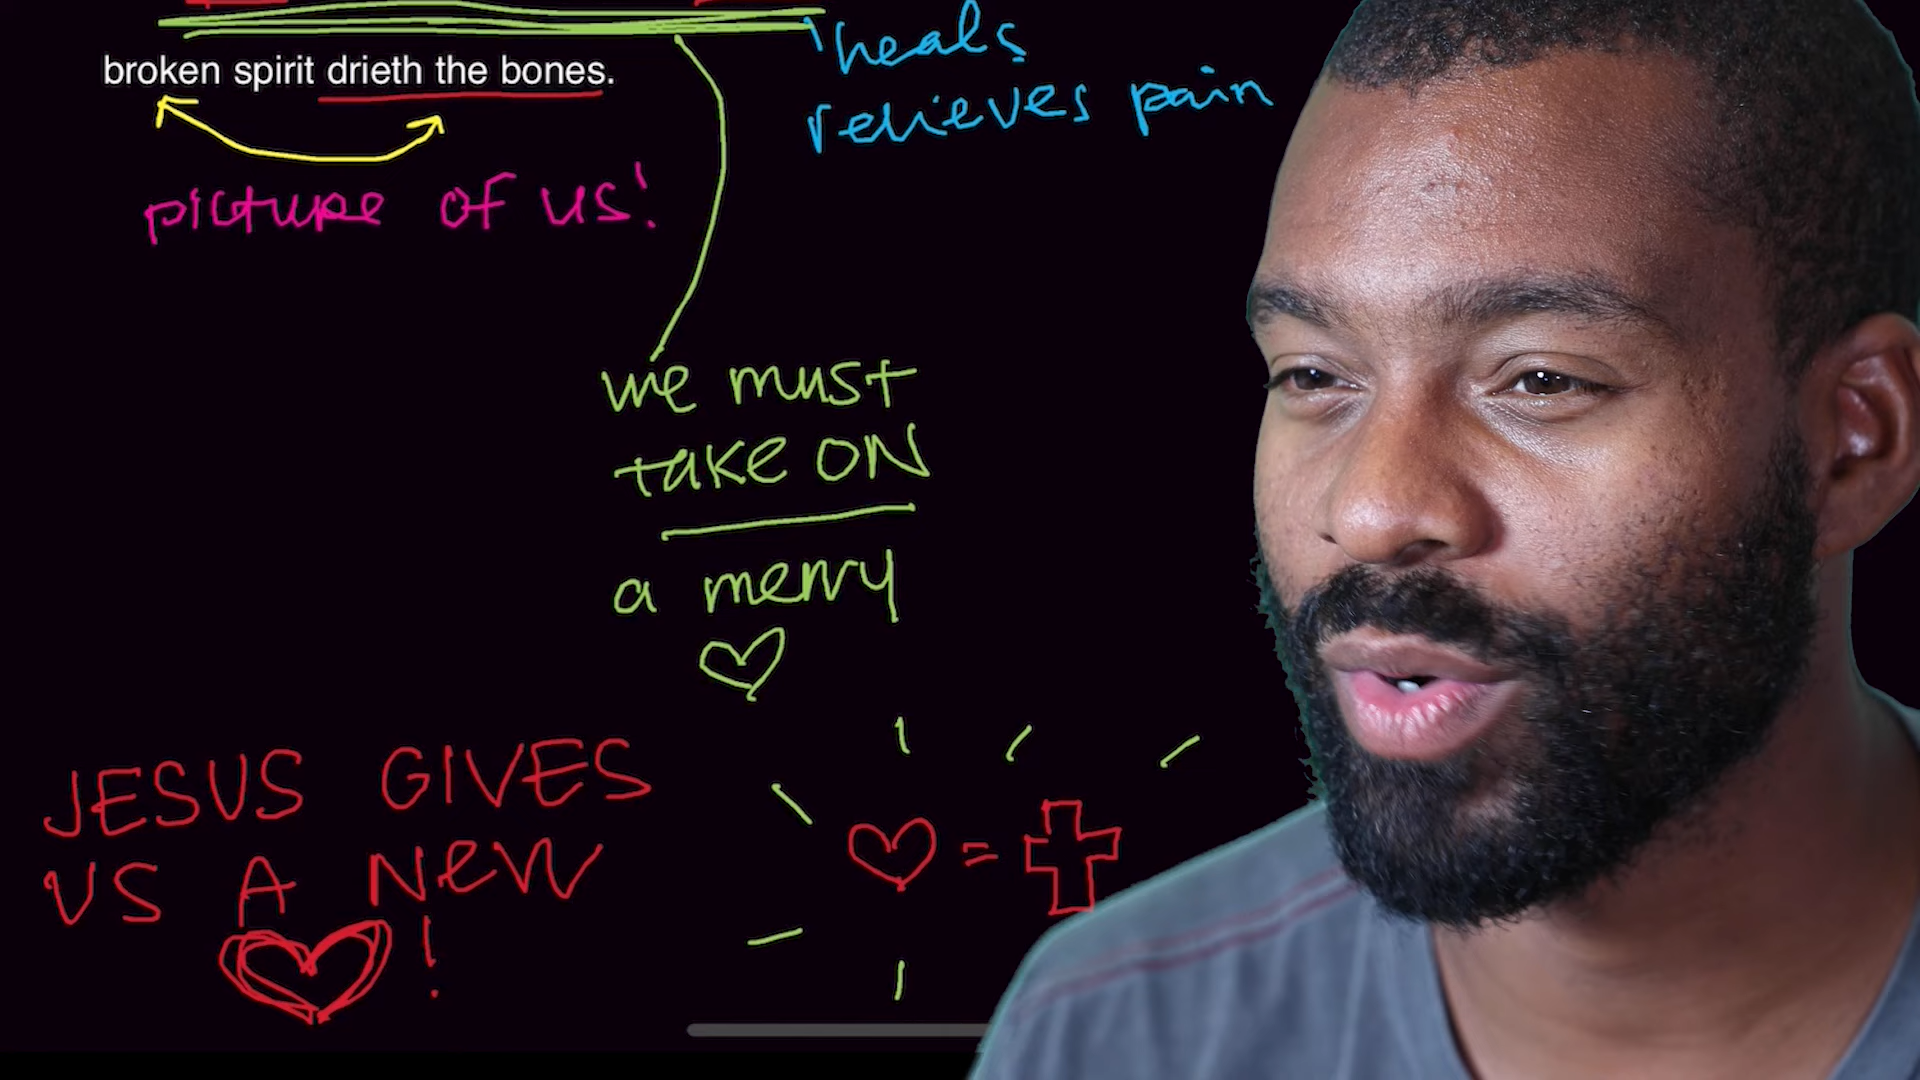 heals
broken spirit drieth the bones.
relieves pain
picture of us!
we must
take ON
a merry
JESUS GIVES
US A NEW
!
=